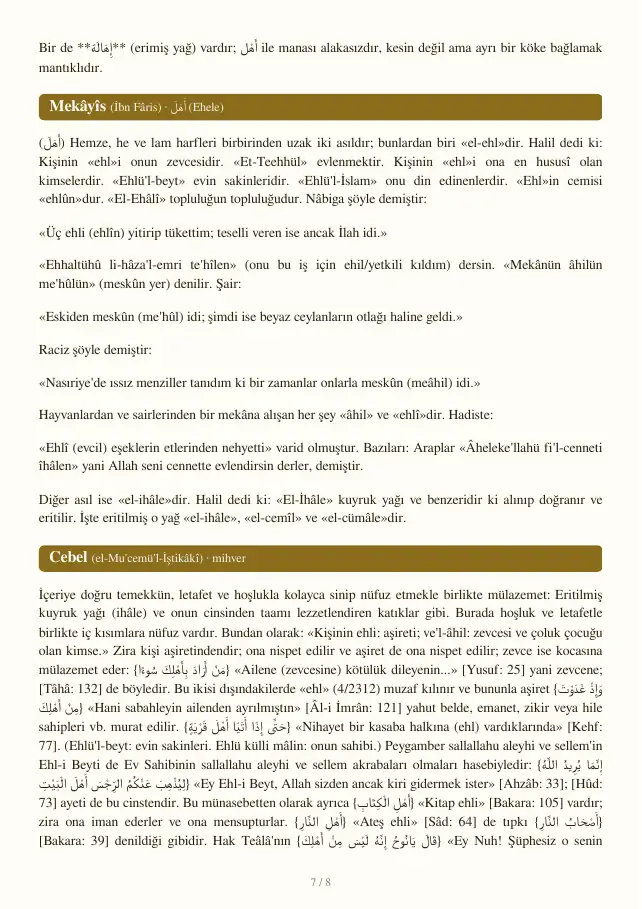 Bir de **إِهَالَة** (erimiş yağ) vardır; أَهْل ile manası alakasızdır, kesin değil ama ayrı bir köke bağlamak
mantıklıdır.
Mekâyîs (İbn Fâris) · أَهَلَ (Ehele)
(أَهَلَ) Hemze, he ve lam harfleri birbirinden uzak iki asıldır; bunlardan biri «el-ehl»dir. Halil dedi ki:
Kişinin «ehl»i onun zevcesidir. «Et-Teehhül» evlenmektir. Kişinin «ehl»i ona en hususî olan
kimselerdir. «Ehlü'l-beyt» evin sakinleridir. «Ehlü'l-İslam» onu din edinenlerdir. «Ehl»in cemisi
«ehlûn»dur. «El-Ehâlî» topluluğun topluluğudur. Nâbiga şöyle demiştir:
«Üç ehli (ehlîn) yitirip tükettim; teselli veren ise ancak İlah idi.»
«Ehhaltühû li-hâza'l-emri te'hîlen» (onu bu iş için ehil/yetkili kıldım) dersin. «Mekânün âhilün
me'hûlün» (meskûn yer) denilir. Şair:
«Eskiden meskûn (me'hûl) idi; şimdi ise beyaz ceylanların otlağı haline geldi.»
Raciz şöyle demiştir:
«Nasıriye'de ıssız menziller tanıdım ki bir zamanlar onlarla meskûn (meâhil) idi.»
Hayvanlardan ve sairlerinden bir mekâna alışan her şey «âhil» ve «ehlî»dir. Hadiste:
«Ehlî (evcil) eşeklerin etlerinden nehyetti» varid olmuştur. Bazıları: Araplar «Âheleke'llahü fi'l-cenneti
îhâlen» yani Allah seni cennette evlendirsin derler, demiştir.
Diğer asıl ise «el-ihâle»dir. Halil dedi ki: «El-İhâle» kuyruk yağı ve benzeridir ki alınıp doğranır ve
eritilir. İşte eritilmiş o yağ «el-ihâle», «el-cemîl» ve «el-cümâle»dir.
Cebel (el-Mu'cemü'l-İştikâkî) · mihver
İçeriye doğru temekkün, letafet ve hoşlukla kolayca sinip nüfuz etmekle birlikte mülazemet: Eritilmiş
kuyruk yağı (ihâle) ve onun cinsinden taamı lezzetlendiren katıklar gibi. Burada hoşluk ve letafetle
birlikte iç kısımlara nüfuz vardır. Bundan olarak: «Kişinin ehli: aşireti; ve'l-âhil: zevcesi ve çoluk çocuğu
olan kimse.» Zira kişi aşiretindendir; ona nispet edilir ve aşiret de ona nispet edilir; zevce ise kocasına
mülazemet eder: {مَنْ أَرَادَ بِأَهْلِكَ سُوءًا} «Ailene (zevcesine) kötülük dileyenin...» [Yusuf: 25] yani zevcene;
[Tâhâ: 132] de böyledir. Bu ikisi dışındakilerde «ehl» (4/2312) muzaf kılınır ve bununla aşiret {وَإِذْ غَدَوْتَ
مِنْ أَهْلِكَ} «Hani sabahleyin ailenden ayrılmıştın» [Âl-i İmrân: 121] yahut belde, emanet, zikir veya hile
sahipleri vb. murat edilir. {حَتَّى إِذَا أَتَيَا أَهْلَ قَرْيَةٍ} «Nihayet bir kasaba halkına (ehl) vardıklarında» [Kehf:
77]. (Ehlü'l-beyt: evin sakinleri. Ehlü külli mâlin: onun sahibi.) Peygamber sallallahu aleyhi ve sellem'in
Ehl-i Beyti de Ev Sahibinin sallallahu aleyhi ve sellem akrabaları olmaları hasebiyledir: {إِنَّمَا يُرِيدُ اللَّهُ
لِيُذْهِبَ عَنْكُمُ الرِّجْسَ أَهْلَ الْبَيْتِ} «Ey Ehl-i Beyt, Allah sizden ancak kiri gidermek ister» [Ahzâb: 33]; [Hûd:
73] ayeti de bu cinstendir. Bu münasebetten olarak ayrıca {أَهْلِ الْكِتَابِ} «Kitap ehli» [Bakara: 105] vardır;
zira ona iman ederler ve ona mensupturlar. {أَهْلِ النَّارِ} «Ateş ehli» [Sâd: 64] de tıpkı {أَصْحَابُ النَّارِ}
[Bakara: 39] denildiği gibidir. Hak Teâlâ'nın {قَالَ يَانُوحُ إِنَّهُ لَيْسَ مِنْ أَهْلِكَ} «Ey Nuh! Şüphesiz o senin
7 / 8